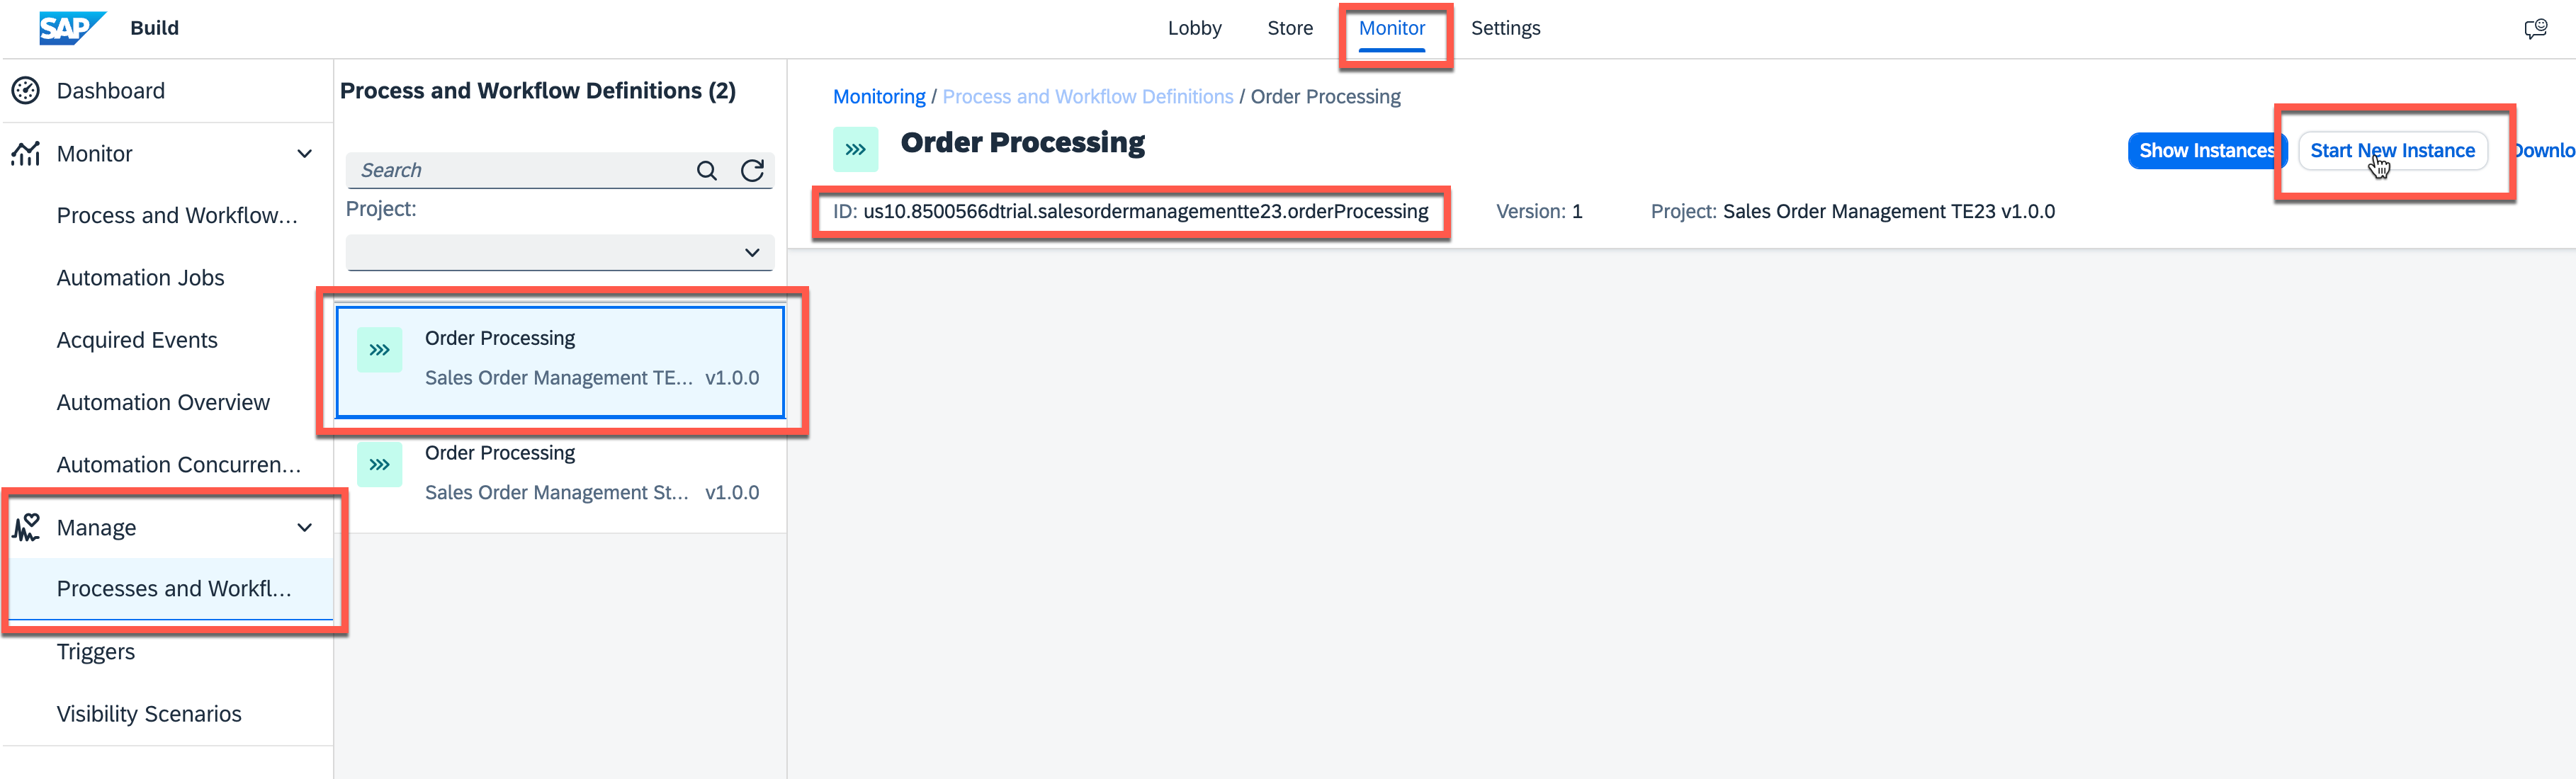 SAP Build
Lobby Store Monitor Settings
Dashboard
Monitor
Process and Workflow...
Automation Jobs
Acquired Events
Automation Overview
Automation Concurren...
Manage
Processes and Workfl...
Triggers
Visibility Scenarios
Process and Workflow Definitions (2)
Search
Project:
Order Processing
Sales Order Management TE... v1.0.0
Order Processing
Sales Order Management St... v1.0.0
Monitoring / Process and Workflow Definitions / Order Processing
Order Processing
Show Instances Start New Instance Downlo
ID: us10.8500566dtrial.salesordermanagementte23.orderProcessing Version: 1 Project: Sales Order Management TE23 v1.0.0